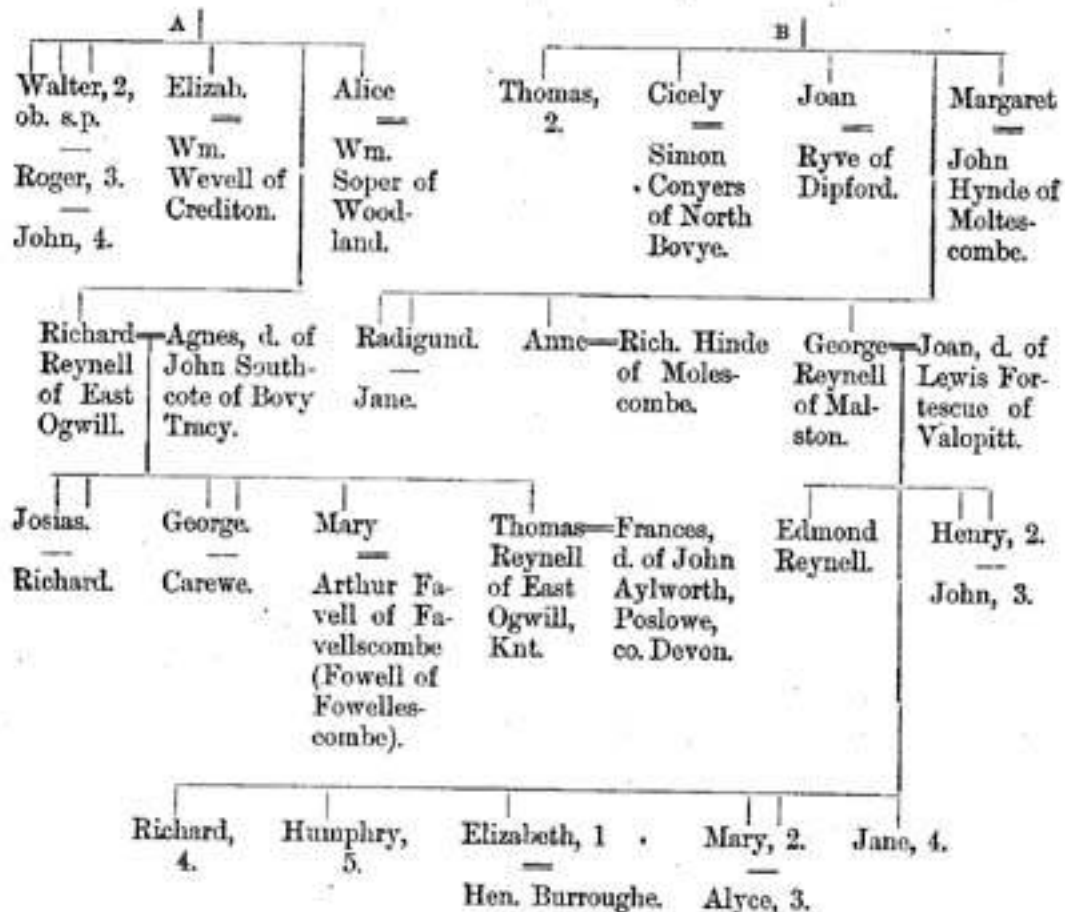 A
B
Walter, 2,
ob. s.p.
—
Roger, 3.
—
John, 4.
Elizab.
=
Wm.
Wevell of
Crediton.
Alice
=
Wm.
Soper of
Wood-
land.
Thomas,
2.
Cicely
=
Simon
Conyers
of North
Bovye.
Joan
=
Ryve of
Dipford.
Margaret
=
John
Hynde of
Moltes-
combe.
Richard
Reynell
of East
Ogwill.
=
Agnes, d. of
John South-
cote of Bovy
Tracy.
Radigund.
—
Jane.
Anne=Rich. Hinde
of Moles-
combe.
George
Reynell
of Mal-
ston.
=
Joan, d. of
Lewis For-
tescue of
Valopitt.
Josias.
—
Richard.
George.
—
Carewe.
Mary
=
Arthur Fa-
vell of Fa-
vellscombe
(Fowell of
Fowelles-
combe).
Thomas
Reynell
of East
Ogwill,
Knt.
=
Frances,
d. of John
Aylworth,
Poslowe,
co. Devon.
Edmond
Reynell.
Henry, 2.
—
John, 3.
Richard,
4.
Humphry,
5.
Elizabeth, 1
=
Hen. Burroughe.
Mary, 2.
—
Alyce, 3.
Jane, 4.